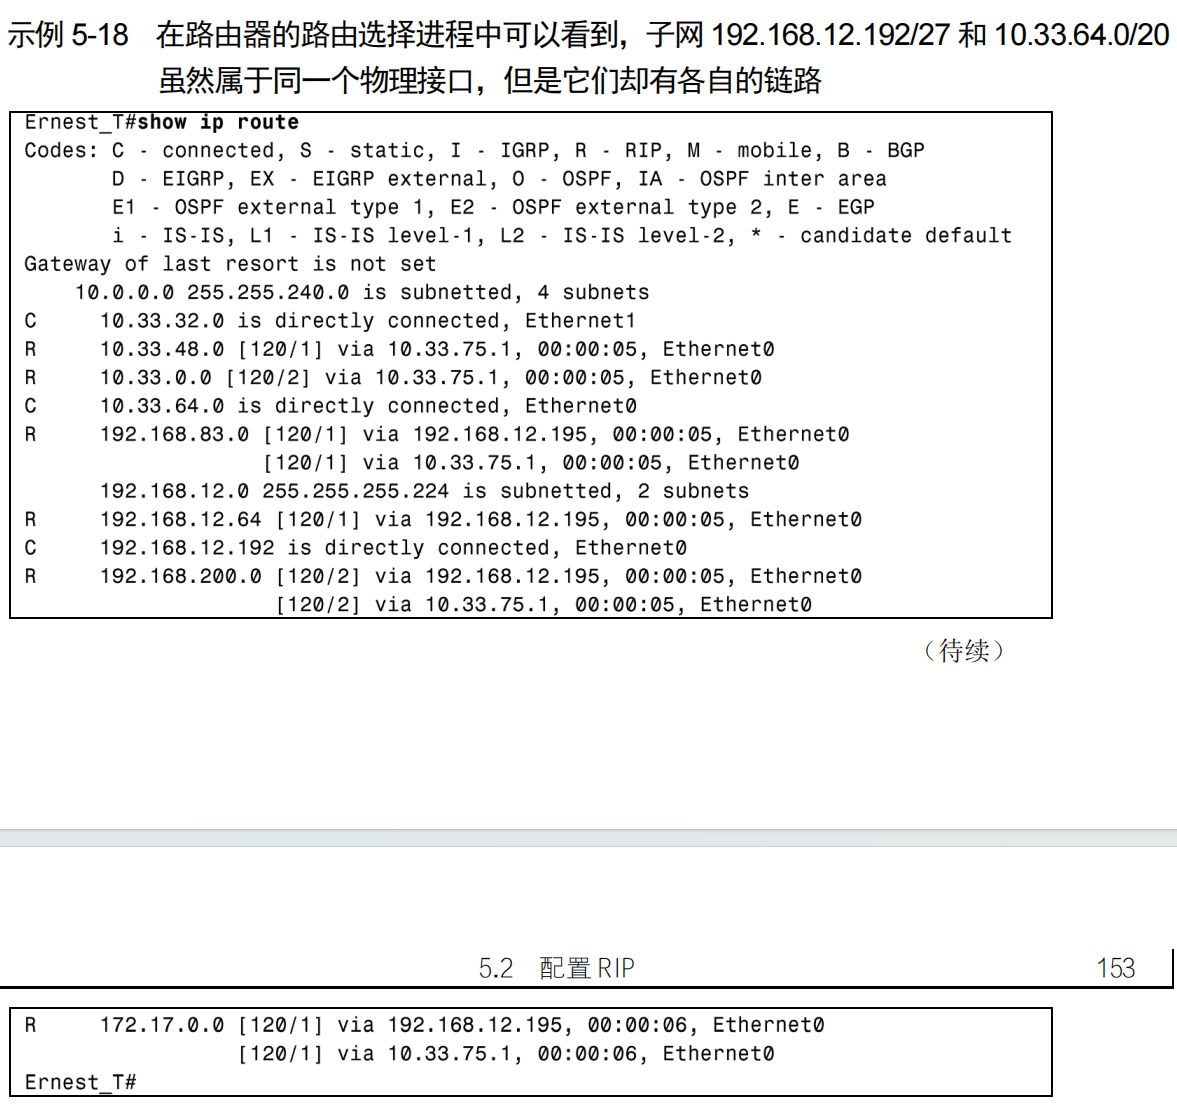 示例 5-18 在路由器的路由选择进程中可以看到，子网 192.168.12.192/27 和 10.33.64.0/20
虽然属于同一个物理接口，但是它们却有各自的链路
Ernest_T#show ip route
Codes: C - connected, S - static, I - IGRP, R - RIP, M - mobile, B - BGP
D - EIGRP, EX - EIGRP external, O - OSPF, IA - OSPF inter area
E1 - OSPF external type 1, E2 - OSPF external type 2, E - EGP
i - IS-IS, L1 - IS-IS level-1, L2 - IS-IS level-2, * - candidate default
Gateway of last resort is not set
10.0.0.0 255.255.240.0 is subnetted, 4 subnets
C 10.33.32.0 is directly connected, Ethernet1
R 10.33.48.0 [120/1] via 10.33.75.1, 00:00:05, Ethernet0
R 10.33.0.0 [120/2] via 10.33.75.1, 00:00:05, Ethernet0
C 10.33.64.0 is directly connected, Ethernet0
R 192.168.83.0 [120/1] via 192.168.12.195, 00:00:05, Ethernet0
[120/1] via 10.33.75.1, 00:00:05, Ethernet0
192.168.12.0 255.255.255.224 is subnetted, 2 subnets
R 192.168.12.64 [120/1] via 192.168.12.195, 00:00:05, Ethernet0
C 192.168.12.192 is directly connected, Ethernet0
R 192.168.200.0 [120/2] via 192.168.12.195, 00:00:05, Ethernet0
[120/2] via 10.33.75.1, 00:00:05, Ethernet0
（待续）
5.2 配置 RIP 153
R 172.17.0.0 [120/1] via 192.168.12.195, 00:00:06, Ethernet0
[120/1] via 10.33.75.1, 00:00:06, Ethernet0
Ernest_T#